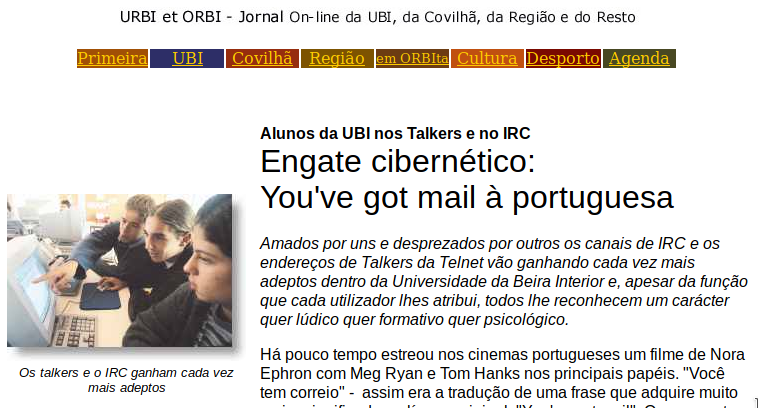 URBI et ORBI - Jornal On-line da UBI, da Covilhã, da Região e do Resto
Primeira UBI Covilhã Região em ORBIta Cultura Desporto Agenda
Alunos da UBI nos Talkers e no IRC
Engate cibernético:
You've got mail à portuguesa
Amados por uns e desprezados por outros os canais de IRC e os
endereços de Talkers da Telnet vão ganhando cada vez mais
adeptos dentro da Universidade da Beira Interior e, apesar da função
que cada utilizador lhes atribui, todos lhe reconhecem um carácter
quer lúdico quer formativo quer psicológico.
Os talkers e o IRC ganham cada vez
mais adeptos
Há pouco tempo estreou nos cinemas portugueses um filme de Nora
Ephron com Meg Ryan e Tom Hanks nos principais papéis. "Você
tem correio" - assim era a tradução de uma frase que adquire muito